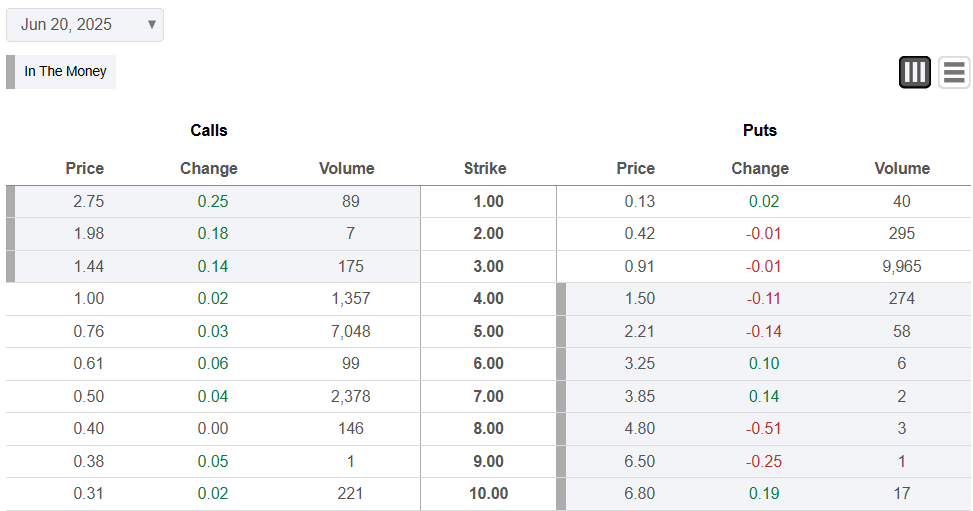 Jun 20, 2025
In The Money
Calls Puts
Price Change Volume Strike Price Change Volume
2.75 0.25 89 1.00 0.13 0.02 40
1.98 0.18 7 2.00 0.42 -0.01 295
1.44 0.14 175 3.00 0.91 -0.01 9,965
1.00 0.02 1,357 4.00 1.50 -0.11 274
0.76 0.03 7,048 5.00 2.21 -0.14 58
0.61 0.06 99 6.00 3.25 0.10 6
0.50 0.04 2,378 7.00 3.85 0.14 2
0.40 0.00 146 8.00 4.80 -0.51 3
0.38 0.05 1 9.00 6.50 -0.25 1
0.31 0.02 221 10.00 6.80 0.19 17